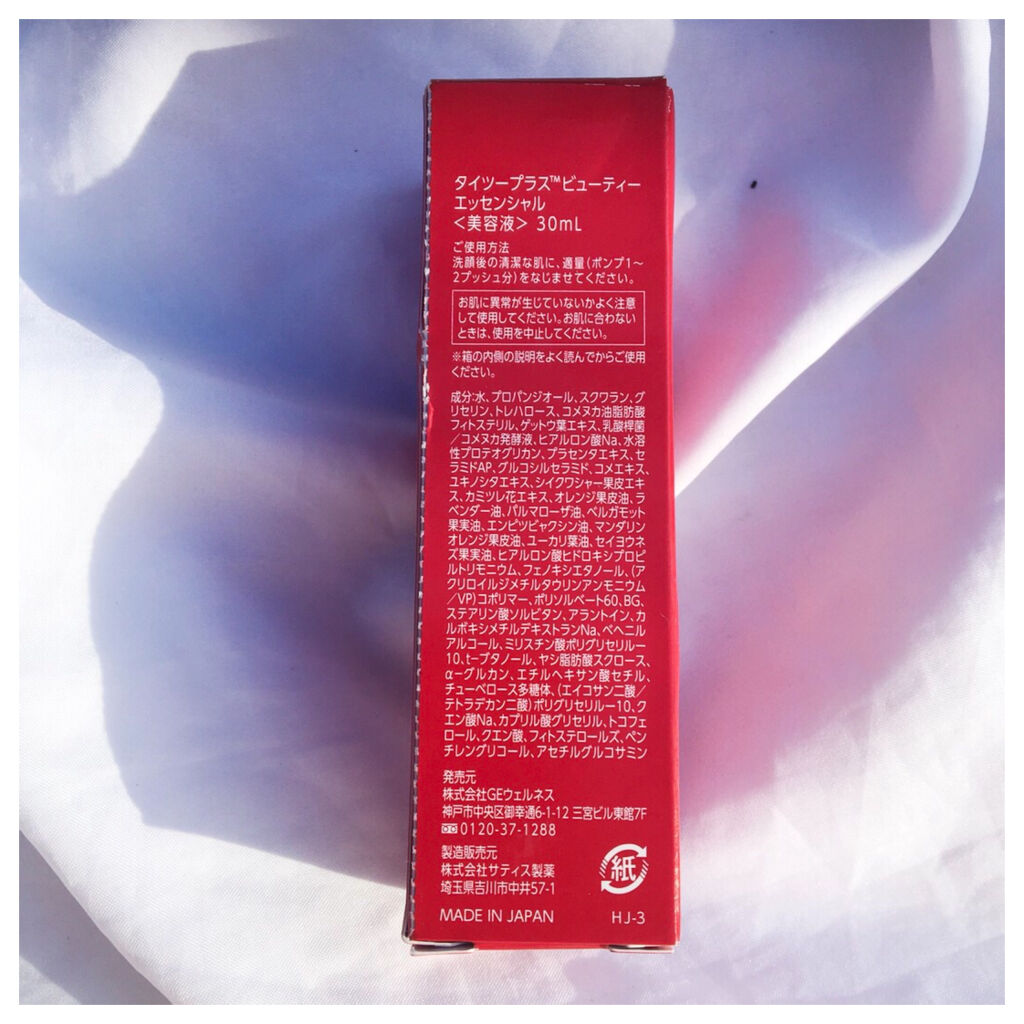 タイツープラス™ビューティー
エッセンシャル
<美容液> 30mL
ご使用方法
洗顔後の清潔な肌に、適量(ポンプ1〜
2プッシュ分)をなじませてください。
お肌に異常が生じていないかよく注意
して使用してください。お肌に合わない
ときは、使用を中止してください。
※箱の内側の説明をよく読んでからご使用
ください。
成分:水、プロパンジオール、スクワラン、グ
リセリン、トレハロース、コメヌカ油脂肪酸
フィトステリル、ゲットウ葉エキス、乳酸桿菌
/コメヌカ発酵液、ヒアルロン酸Na、水溶
性プロテオグリカン、プラセンタエキス、セ
ラミドAP、グルコシルセラミド、コメエキス、
ユキノシタエキス、シイクワシャー果皮エキ
ス、カミツレ花エキス、オレンジ果皮油、ラ
ベンダー油、パルマローザ油、ベルガモット
果実油、エンピツビャクシン油、マンダリン
オレンジ果皮油、ユーカリ葉油、セイヨウネ
ズ果実油、ヒアルロン酸ヒドロキシプロピ
ルトリモニウム、フェノキシエタノール、(ア
クリロイルジメチルタウリンアンモニウム
/VP)コポリマー、ポリソルベート60、BG、
ステアリン酸ソルビタン、アラントイン、カ
ルボキシメチルデキストランNa、ベヘニル
アルコール、ミリスチン酸ポリグリセリルー
10、t-ブタノール、ヤシ脂肪酸スクロース、
α-グルカン、エチルヘキサン酸セチル、
チューベロース多糖体、(エイコサン二酸/
テトラデカン二酸)ポリグリセリルー10、ク
エン酸Na、カプリル酸グリセリル、トコフェ
ロール、クエン酸、フィトステロールズ、ペン
チレングリコール、アセチルグルコサミン
発売元
株式会社GEウェルネス
神戸市中央区御幸通6-1-12 三宮ビル東館7F
0120-37-1288
製造販売元
株式会社サティス製薬
埼玉県吉川市中井57-1
紙
MADE IN JAPAN HJ-3